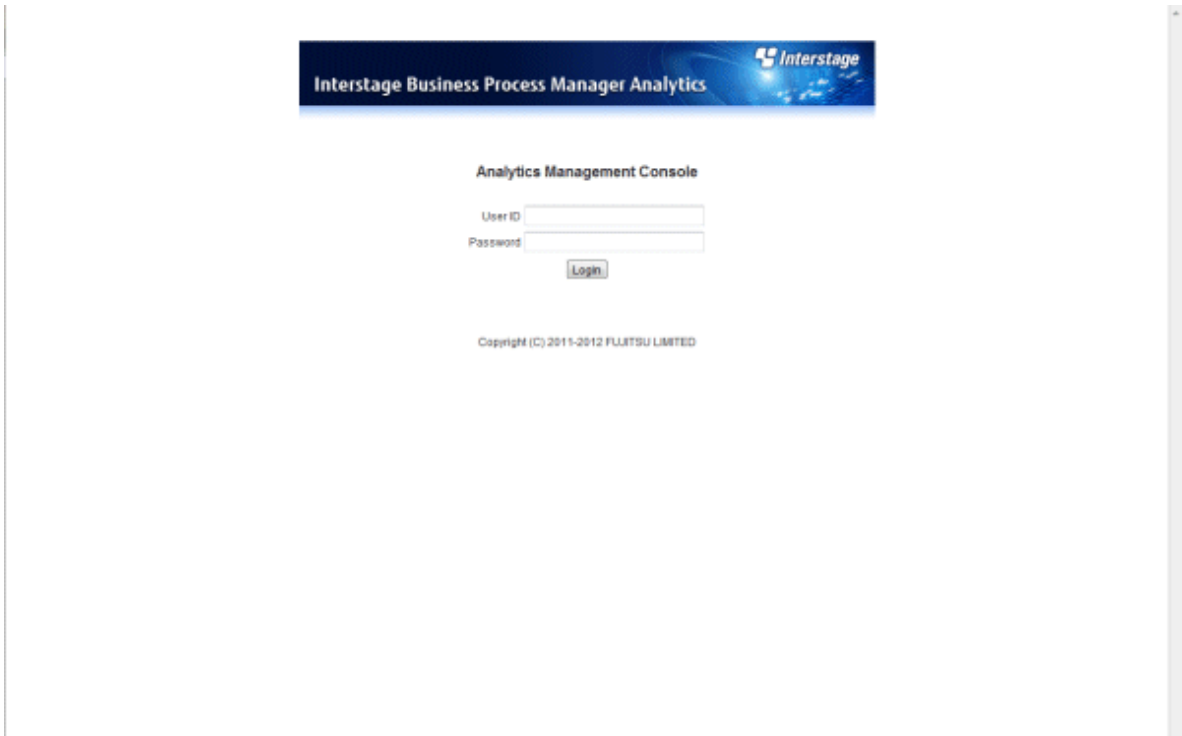 Interstage
Interstage Business Process Manager Analytics
Analytics Management Console
User ID
Password
Login
Copyright (C) 2011-2012 FUJITSU LIMITED